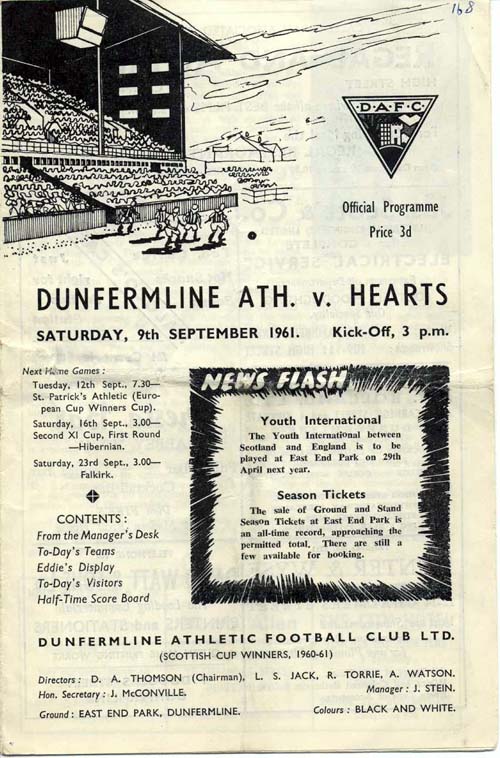 168
D.A.F.C.
Official Programme
Price 3d
DUNFERMLINE ATH. v. HEARTS
SATURDAY, 9th SEPTEMBER 1961. Kick-Off, 3 p.m.
Next Home Games :
Tuesday, 12th Sept., 7.30—
St. Patrick's Athletic (Euro-
pean Cup Winners Cup).
Saturday, 16th Sept., 3.00—
Second XI Cup, First Round
—Hibernian.
Saturday, 23rd Sept., 3.00—
Falkirk.
CONTENTS :
From the Manager's Desk
To-Day's Teams
Eddie's Display
To-Day's Visitors
Half-Time Score Board
NEWS FLASH
Youth International
The Youth International between
Scotland and England is to be
played at East End Park on 29th
April next year.
Season Tickets
The sale of Ground and Stand
Season Tickets at East End Park is
an all-time record, approaching the
permitted total. There are still a
few available for booking.
DUNFERMLINE ATHLETIC FOOTBALL CLUB LTD.
(SCOTTISH CUP WINNERS, 1960-61)
Directors : D. A. THOMSON (Chairman), L. S. JACK, R. TORRIE, A. WATSON.
Hon. Secretary : J. McCONVILLE. Manager : J. STEIN.
Ground : EAST END PARK, DUNFERMLINE. Colours : BLACK AND WHITE.